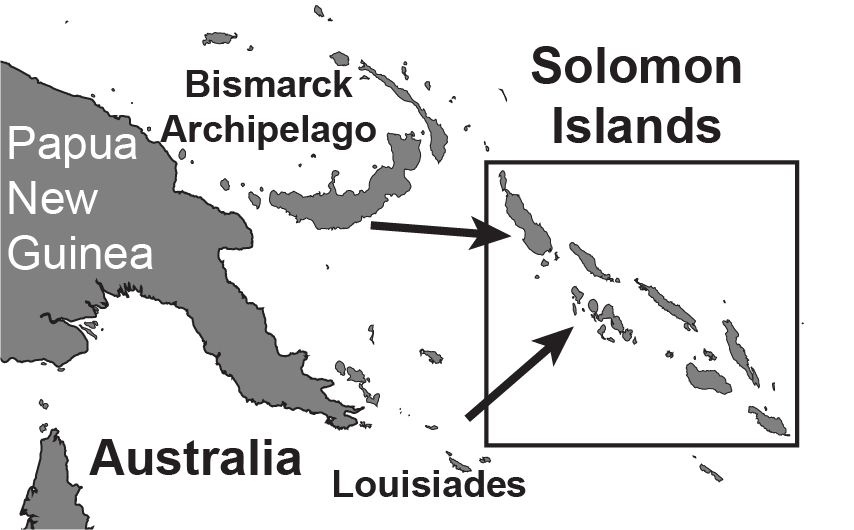 Solomon
Islands
Bismarck
Archipelago
Papua
New
Guinea
Australia
Louisiades